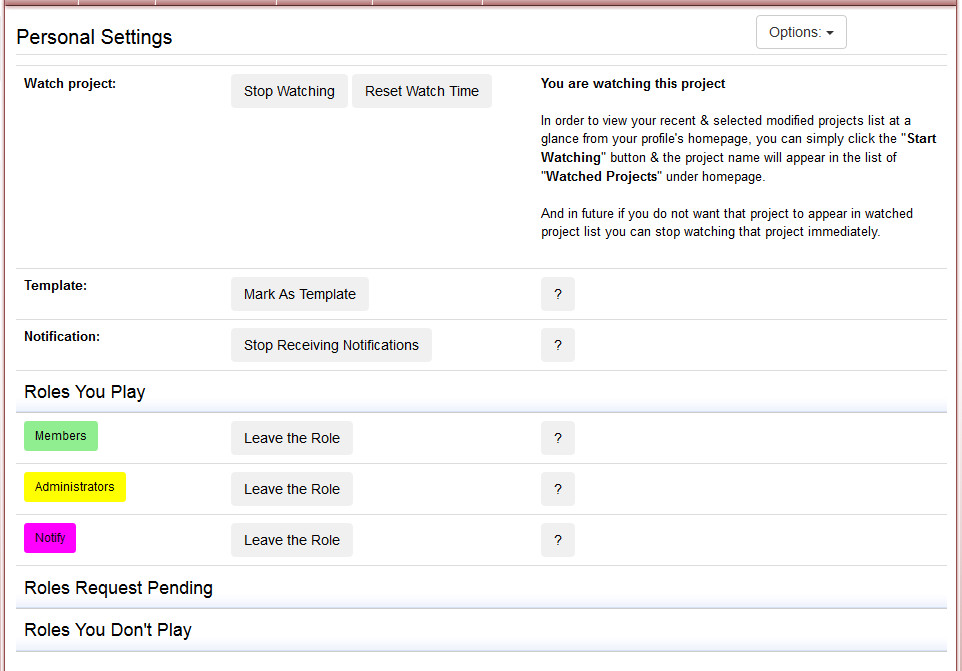 Personal Settings
Options:
Watch project:
Stop Watching
Reset Watch Time
You are watching this project
In order to view your recent & selected modified projects list at a
glance from your profile's homepage, you can simply click the "Start
Watching" button & the project name will appear in the list of
"Watched Projects" under homepage.
And in future if you do not want that project to appear in watched
project list you can stop watching that project immediately.
Template:
Mark As Template
?
Notification:
Stop Receiving Notifications
?
Roles You Play
Members
Leave the Role
?
Administrators
Leave the Role
?
Notify
Leave the Role
?
Roles Request Pending
Roles You Don't Play